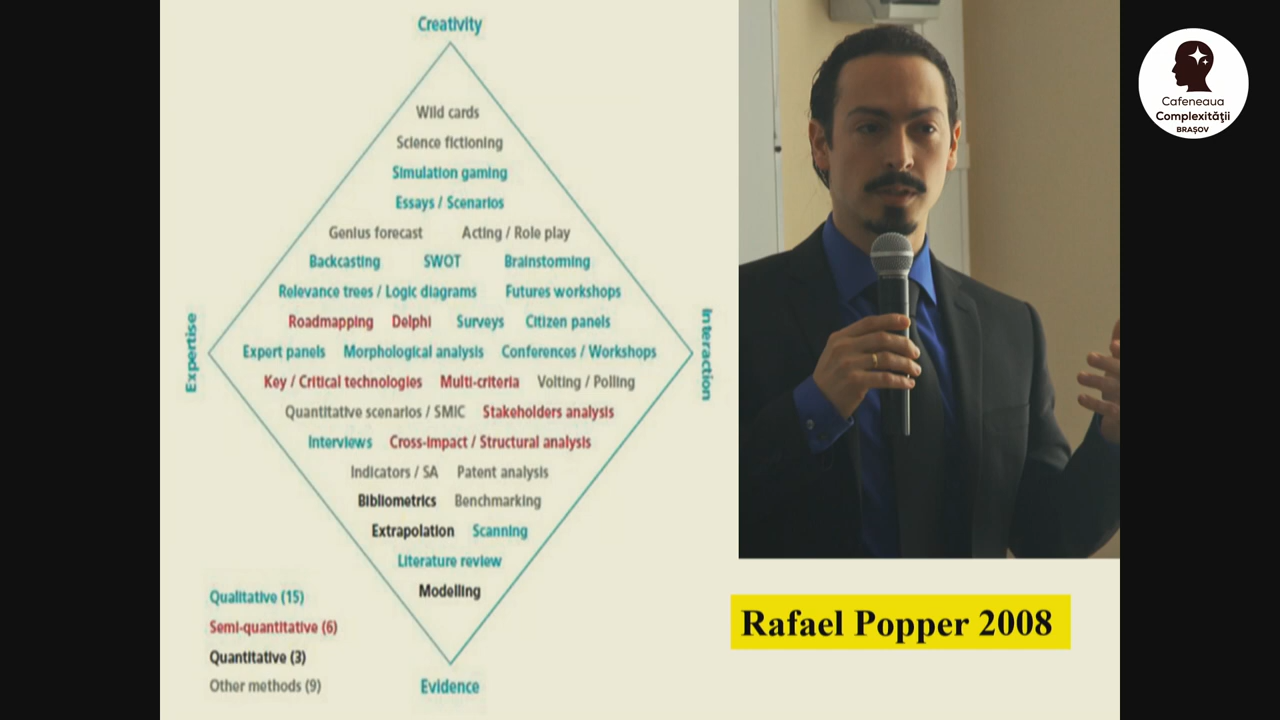 Creativity
Wild cards
Science fictioning
Simulation gaming
Essays / Scenarios
Genius forecast Acting / Role play
Backcasting SWOT Brainstorming
Relevance trees / Logic diagrams Futures workshops
Roadmapping Delphi Surveys Citizen panels
Expertise
Interaction
Expert panels Morphological analysis Conferences / Workshops
Key / Critical technologies Multi-criteria Volting / Polling
Quantitative scenarios / SMIC Stakeholders analysis
Interviews Cross-impact / Structural analysis
Indicators / SA Patent analysis
Bibliometrics Benchmarking
Extrapolation Scanning
Literature review
Modelling
Evidence
Qualitative (15)
Semi-quantitative (6)
Quantitative (3)
Other methods (9)
Rafael Popper 2008
Cafeneaua
Complexităţii
BRAȘOV